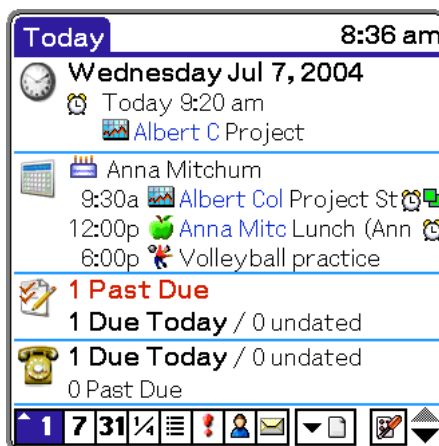 Today 8:36 am
Wednesday Jul 7, 2004
Today 9:20 am
Albert C Project
Anna Mitchum
9:30a Albert Col Project St
12:00p Anna Mitc Lunch (Ann
6:00p Volleyball practice
1 Past Due
1 Due Today / 0 undated
1 Due Today / 0 undated
0 Past Due
1 7 31 1/4